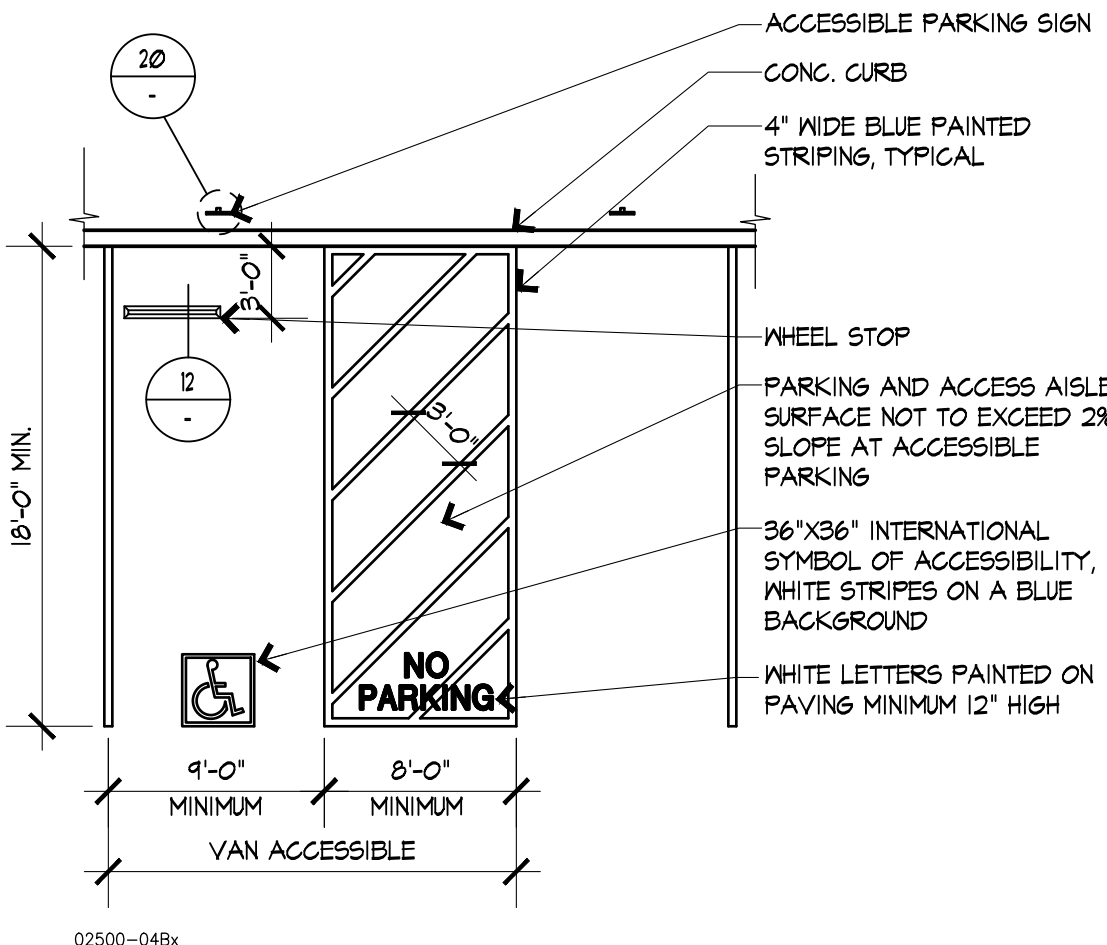 ACCESSIBLE PARKING SIGN
20
-
CONC. CURB
4" WIDE BLUE PAINTED
STRIPING, TYPICAL
3'-0"
WHEEL STOP
12
-
PARKING AND ACCESS AISLE
SURFACE NOT TO EXCEED 2%
SLOPE AT ACCESSIBLE
PARKING
3'-0"
18'-0" MIN.
36"X36" INTERNATIONAL
SYMBOL OF ACCESSIBILITY,
WHITE STRIPES ON A BLUE
BACKGROUND
NO
PARKING
WHITE LETTERS PAINTED ON
PAVING MINIMUM 12" HIGH
9'-0"
MINIMUM
8'-0"
MINIMUM
VAN ACCESSIBLE
02500-04Bx